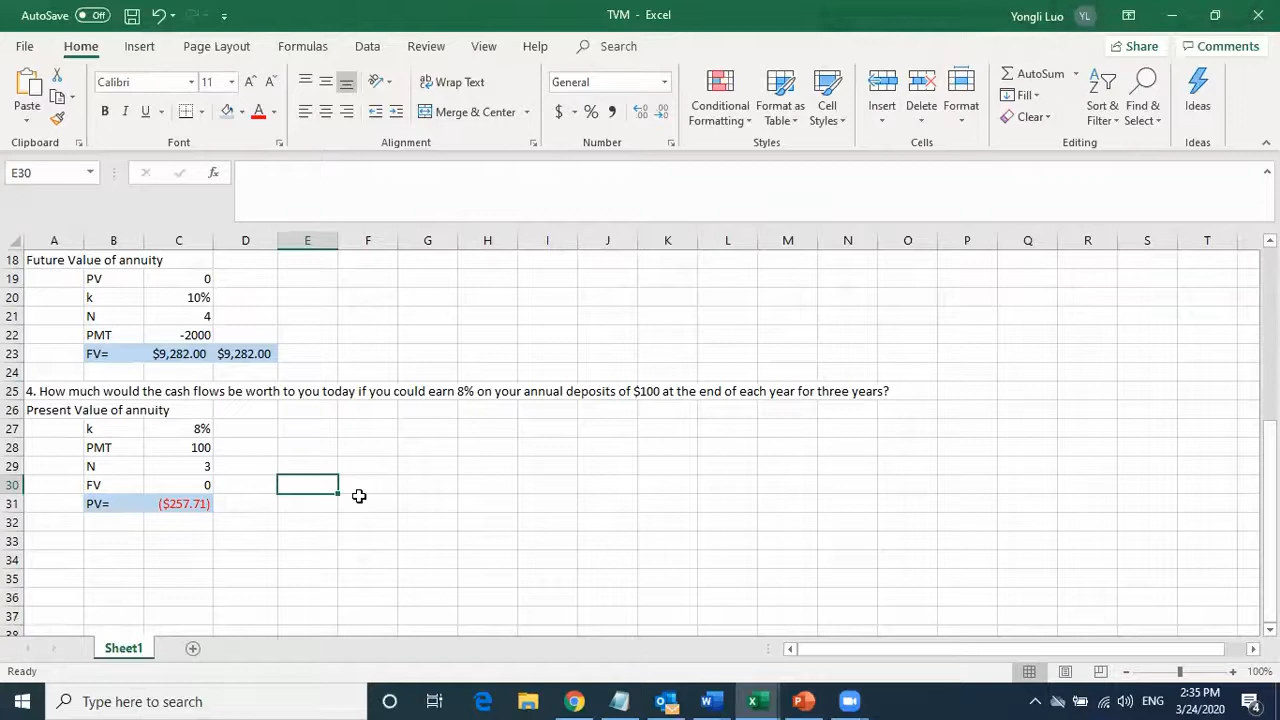 AutoSave Off TVM - Excel Yongli Luo YL
File Home Insert Page Layout Formulas Data Review View Help Search Share Comments
Paste Calibri 11 A A Wrap Text General Conditional Formatting Format as Table Cell Styles Insert Delete Format AutoSum Fill Clear Sort & Filter Find & Select Ideas
B I U A Merge & Center $ %
Clipboard Font Alignment Number Styles Cells Editing Ideas
E30 fx
A B C D E F G H I J K L M N O P Q R S T
18 Future Value of annuity
19 PV 0
20 k 10%
21 N 4
22 PMT -2000
23 FV= $9,282.00 $9,282.00
24
25 4. How much would the cash flows be worth to you today if you could earn 8% on your annual deposits of $100 at the end of each year for three years?
26 Present Value of annuity
27 k 8%
28 PMT 100
29 N 3
30 FV 0
31 PV= ($257.71)
32
33
34
35
36
37
38
Sheet1
Ready 100%
Type here to search ENG 2:35 PM
3/24/2020 4